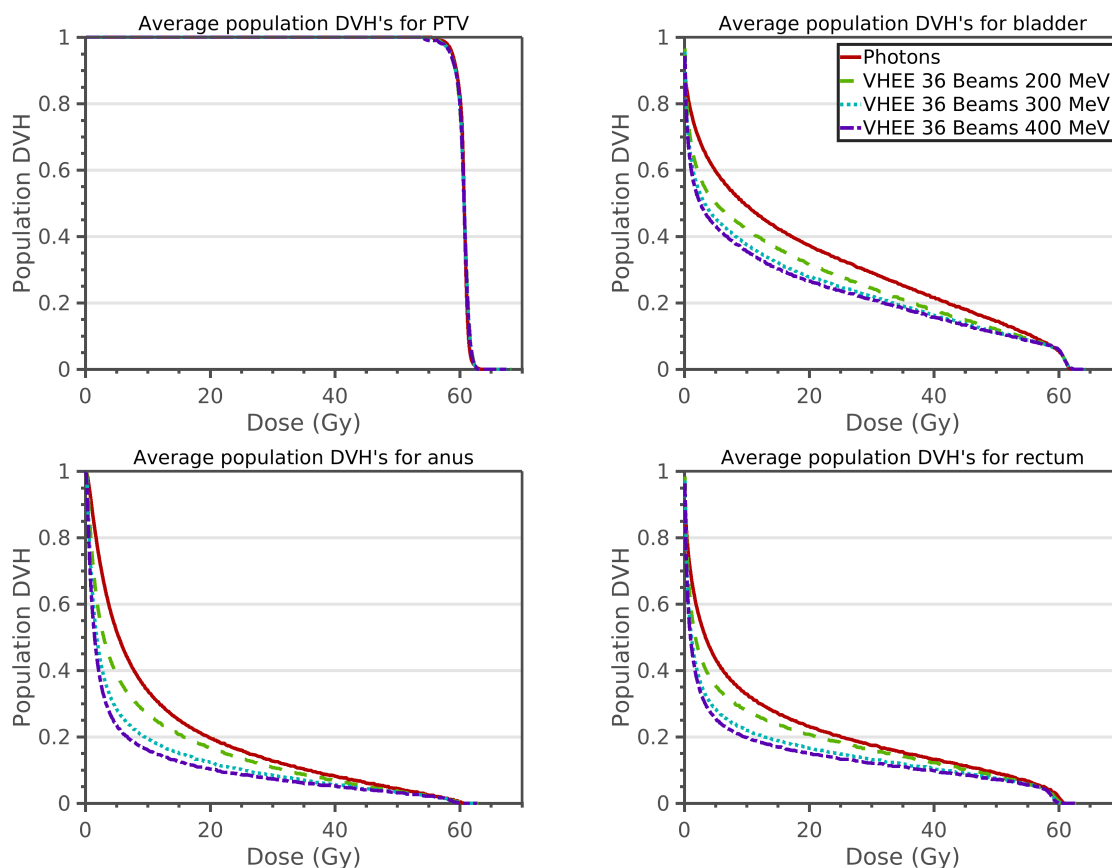 Average population DVH's for PTV
1
0.8
0.6
0.4
0.2
0
Population DVH
0 20 40 60
Dose (Gy)
Average population DVH's for bladder
Photons
VHEE 36 Beams 200 MeV
VHEE 36 Beams 300 MeV
VHEE 36 Beams 400 MeV
1
0.8
0.6
0.4
0.2
0
Population DVH
0 20 40 60
Dose (Gy)
Average population DVH's for anus
1
0.8
0.6
0.4
0.2
0
Population DVH
0 20 40 60
Dose (Gy)
Average population DVH's for rectum
1
0.8
0.6
0.4
0.2
0
Population DVH
0 20 40 60
Dose (Gy)